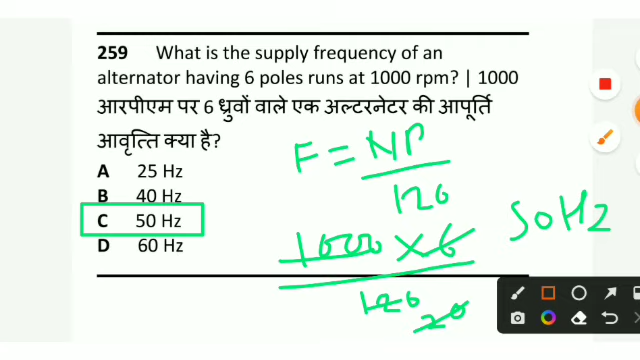 259 What is the supply frequency of an
alternator having 6 poles runs at 1000 rpm? | 1000
आरपीएम पर 6 ध्रुवों वाले एक अल्टरनेटर की आपूर्ति
आवृत्ति क्या है?
A 25 Hz
B 40 Hz
C 50 Hz
D 60 Hz
F = NP
120
1000 × 6
120 20
50HZ